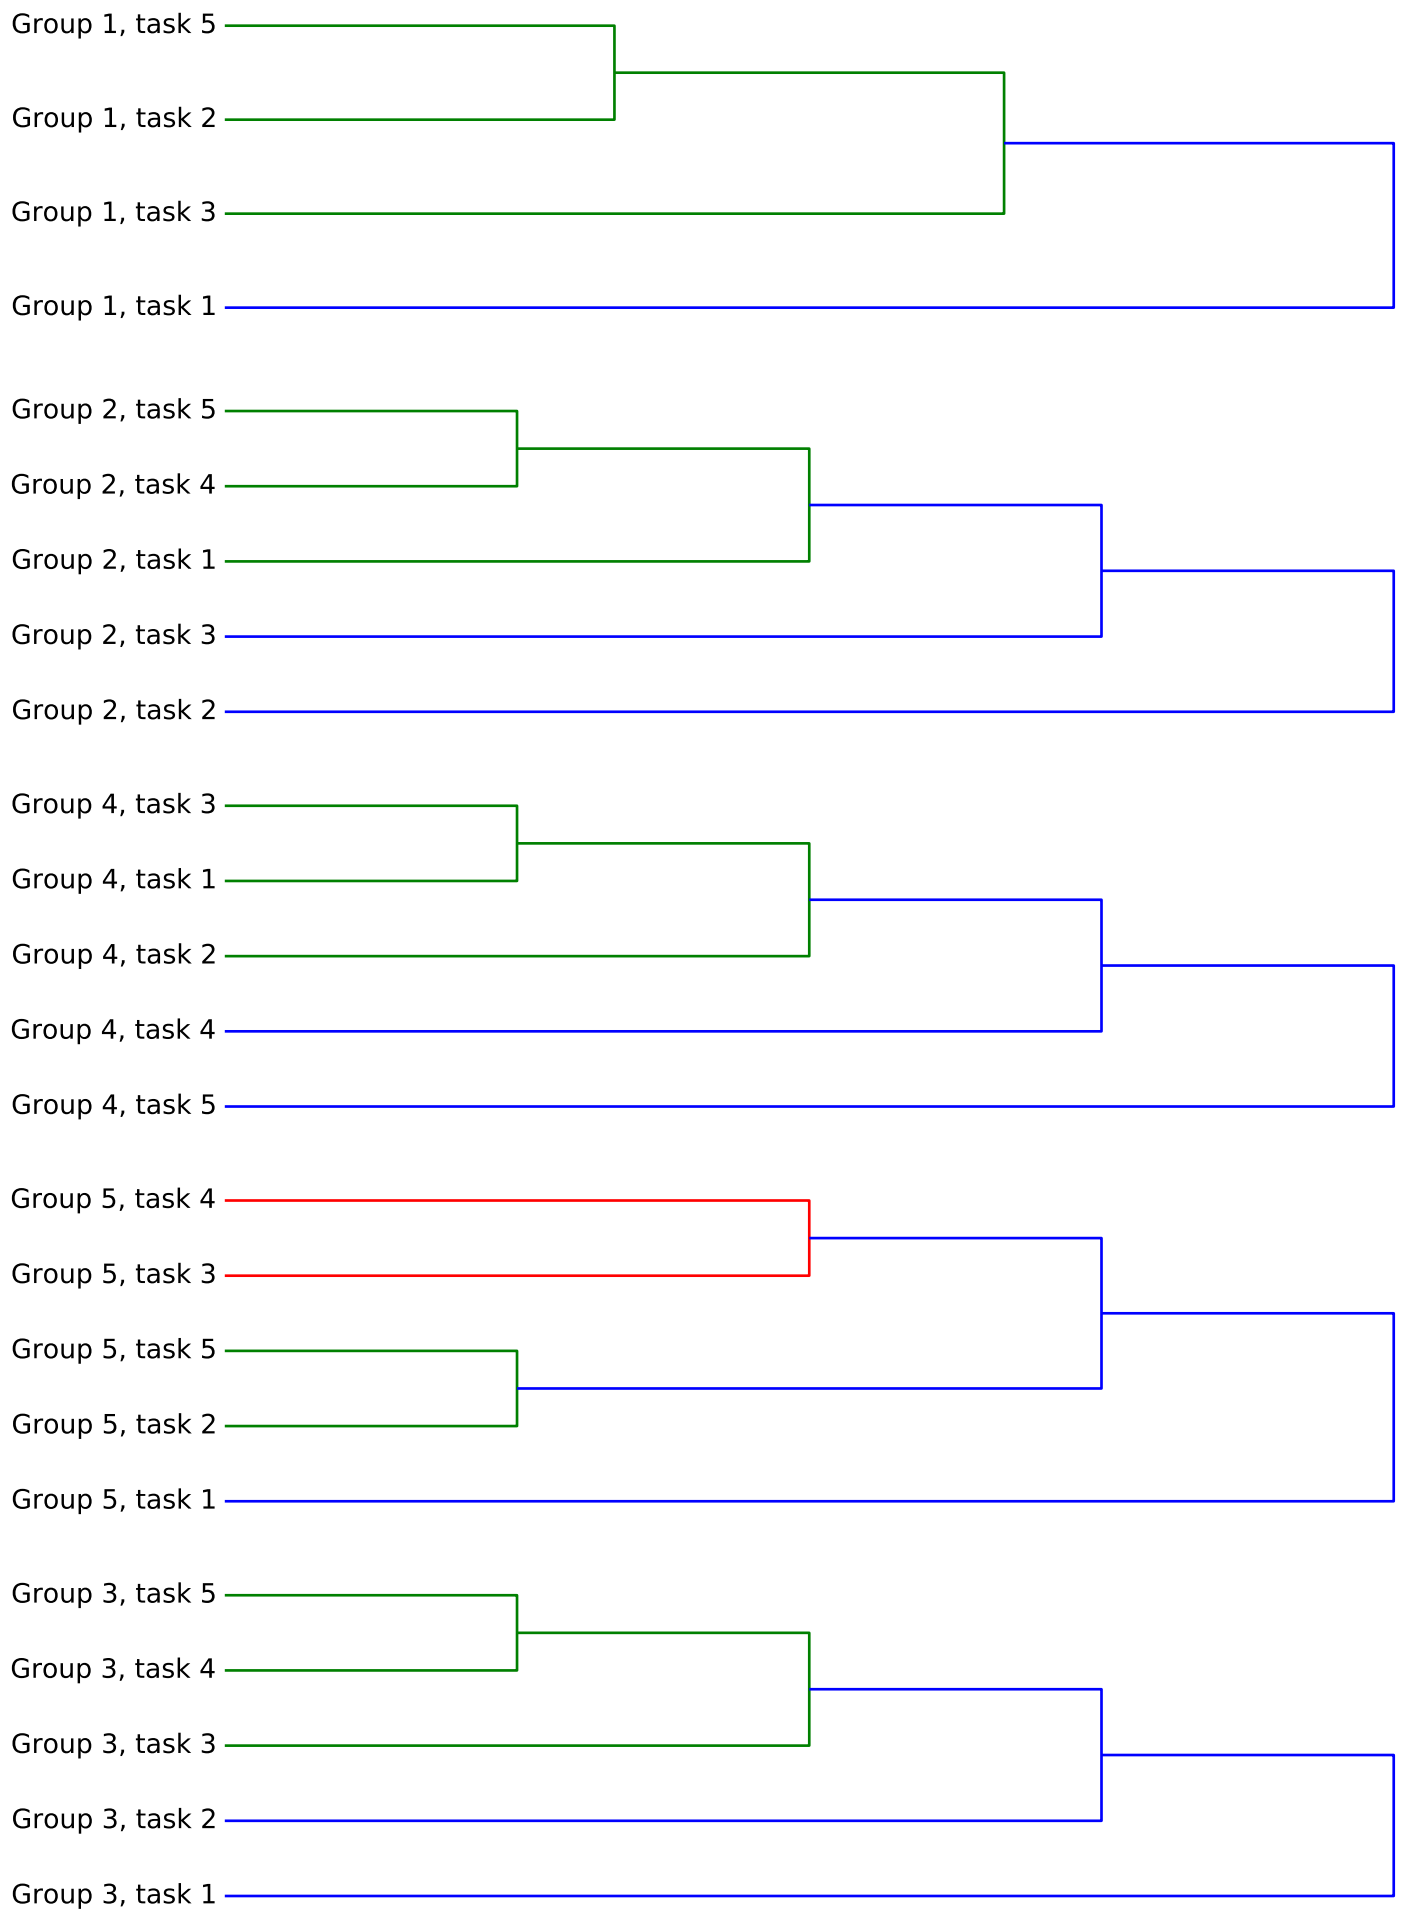 Group 1, task 5
Group 1, task 2
Group 1, task 3
Group 1, task 1
Group 2, task 5
Group 2, task 4
Group 2, task 1
Group 2, task 3
Group 2, task 2
Group 4, task 3
Group 4, task 1
Group 4, task 2
Group 4, task 4
Group 4, task 5
Group 5, task 4
Group 5, task 3
Group 5, task 5
Group 5, task 2
Group 5, task 1
Group 3, task 5
Group 3, task 4
Group 3, task 3
Group 3, task 2
Group 3, task 1